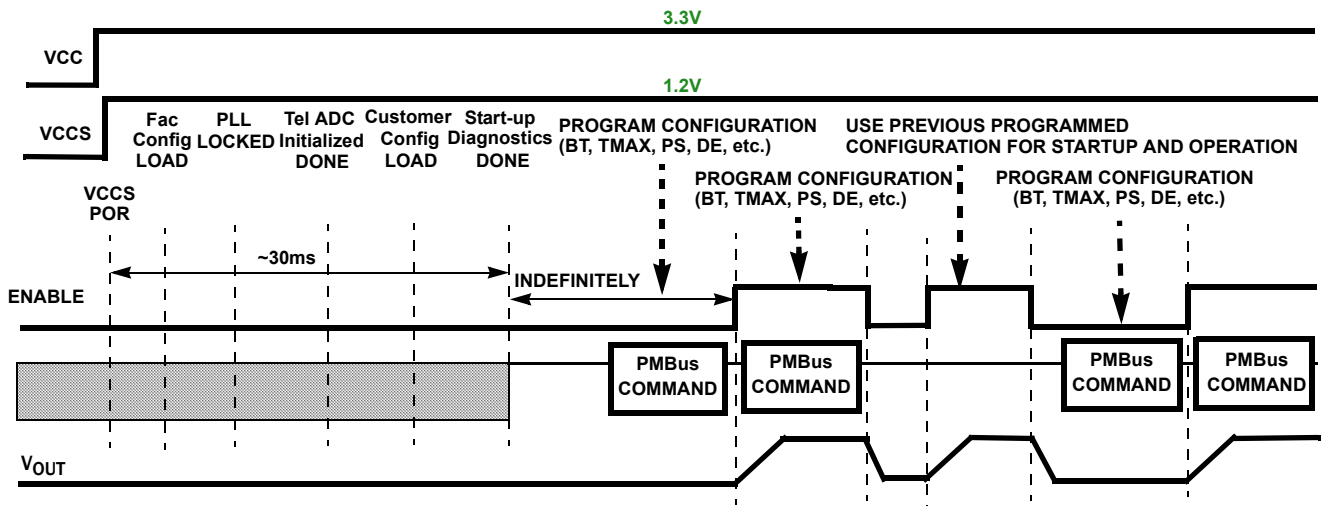 3.3V
VCC
1.2V
VCCS
Fac
Config
LOAD
PLL
LOCKED
Tel ADC
Initialized
DONE
Customer
Config
LOAD
Start-up
Diagnostics
DONE
PROGRAM CONFIGURATION
(BT, TMAX, PS, DE, etc.)
USE PREVIOUS PROGRAMMED
CONFIGURATION FOR STARTUP AND OPERATION
PROGRAM CONFIGURATION
(BT, TMAX, PS, DE, etc.)
PROGRAM CONFIGURATION
(BT, TMAX, PS, DE, etc.)
VCCS
POR
~30ms
INDEFINITELY
ENABLE
PMBus
COMMAND
PMBus
COMMAND
PMBus
COMMAND
PMBus
COMMAND
VOUT